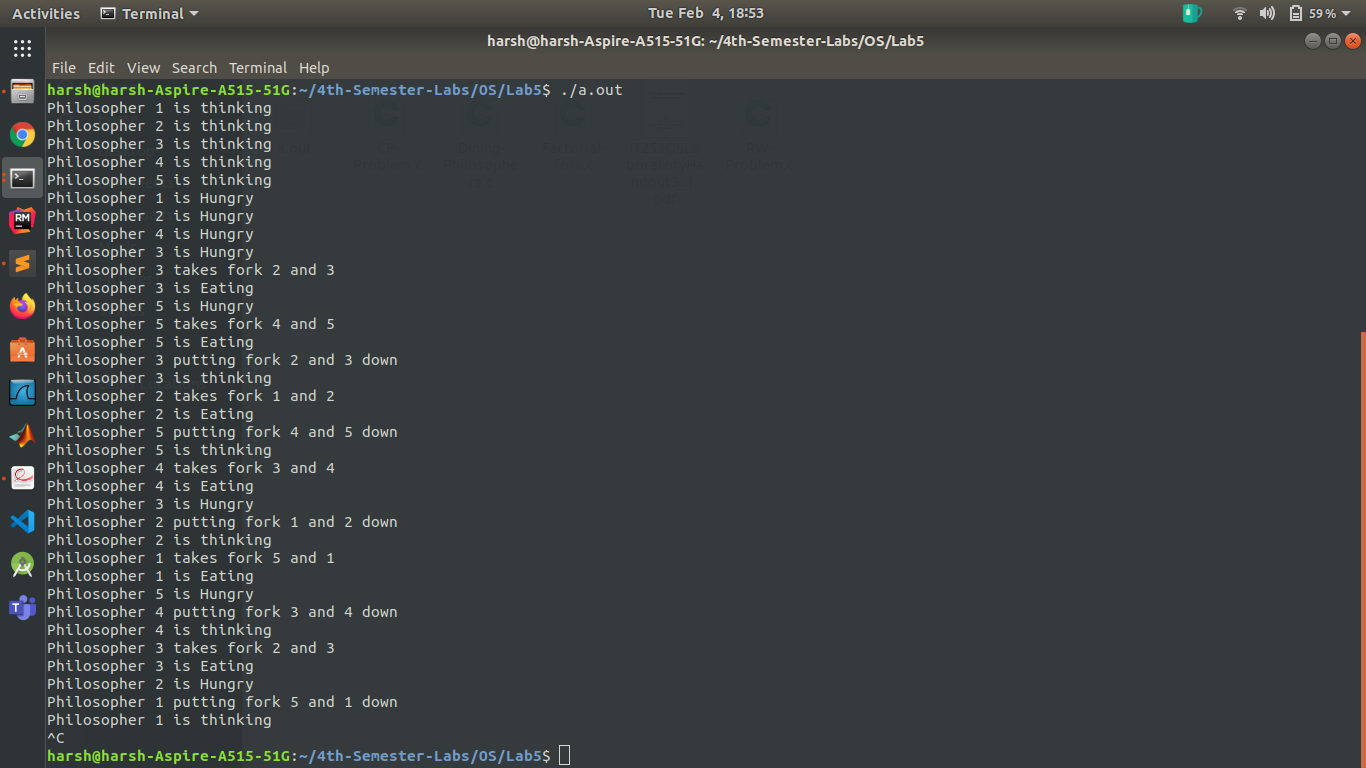 Activities Terminal Tue Feb 4, 18:53 59%
harsh@harsh-Aspire-A515-51G: ~/4th-Semester-Labs/OS/Lab5
File Edit View Search Terminal Help
harsh@harsh-Aspire-A515-51G:~/4th-Semester-Labs/OS/Lab5$ ./a.out
Philosopher 1 is thinking
Philosopher 2 is thinking
Philosopher 3 is thinking
Philosopher 4 is thinking
Philosopher 5 is thinking
Philosopher 1 is Hungry
Philosopher 2 is Hungry
Philosopher 4 is Hungry
Philosopher 3 is Hungry
Philosopher 3 takes fork 2 and 3
Philosopher 3 is Eating
Philosopher 5 is Hungry
Philosopher 5 takes fork 4 and 5
Philosopher 5 is Eating
Philosopher 3 putting fork 2 and 3 down
Philosopher 3 is thinking
Philosopher 2 takes fork 1 and 2
Philosopher 2 is Eating
Philosopher 5 putting fork 4 and 5 down
Philosopher 5 is thinking
Philosopher 4 takes fork 3 and 4
Philosopher 4 is Eating
Philosopher 3 is Hungry
Philosopher 2 putting fork 1 and 2 down
Philosopher 2 is thinking
Philosopher 1 takes fork 5 and 1
Philosopher 1 is Eating
Philosopher 5 is Hungry
Philosopher 4 putting fork 3 and 4 down
Philosopher 4 is thinking
Philosopher 3 takes fork 2 and 3
Philosopher 3 is Eating
Philosopher 2 is Hungry
Philosopher 1 putting fork 5 and 1 down
Philosopher 1 is thinking
^C
harsh@harsh-Aspire-A515-51G:~/4th-Semester-Labs/OS/Lab5$